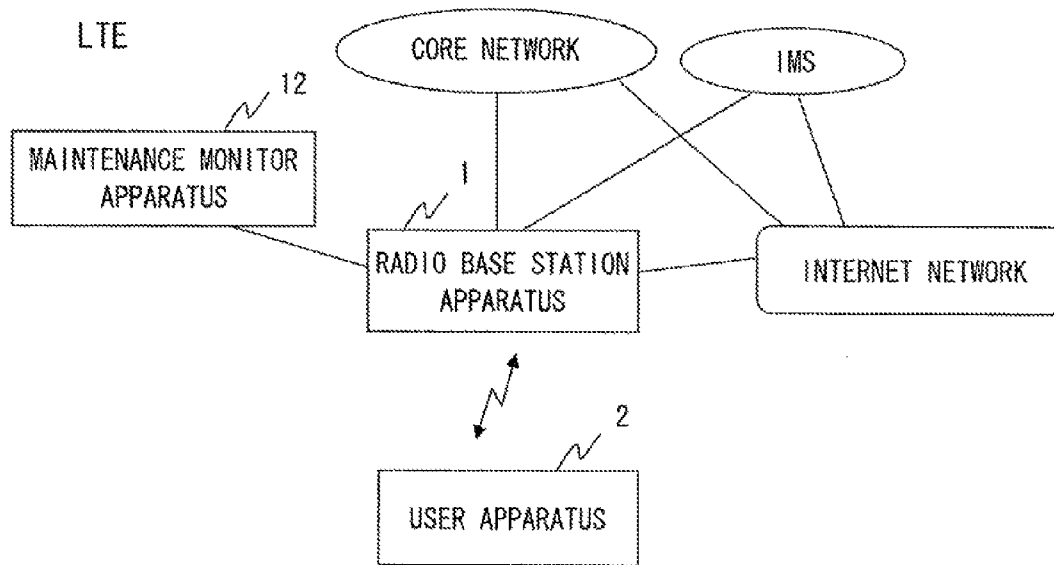 LTE
CORE NETWORK
IMS
12
MAINTENANCE MONITOR
APPARATUS
1
RADIO BASE STATION
APPARATUS
INTERNET NETWORK
2
USER APPARATUS